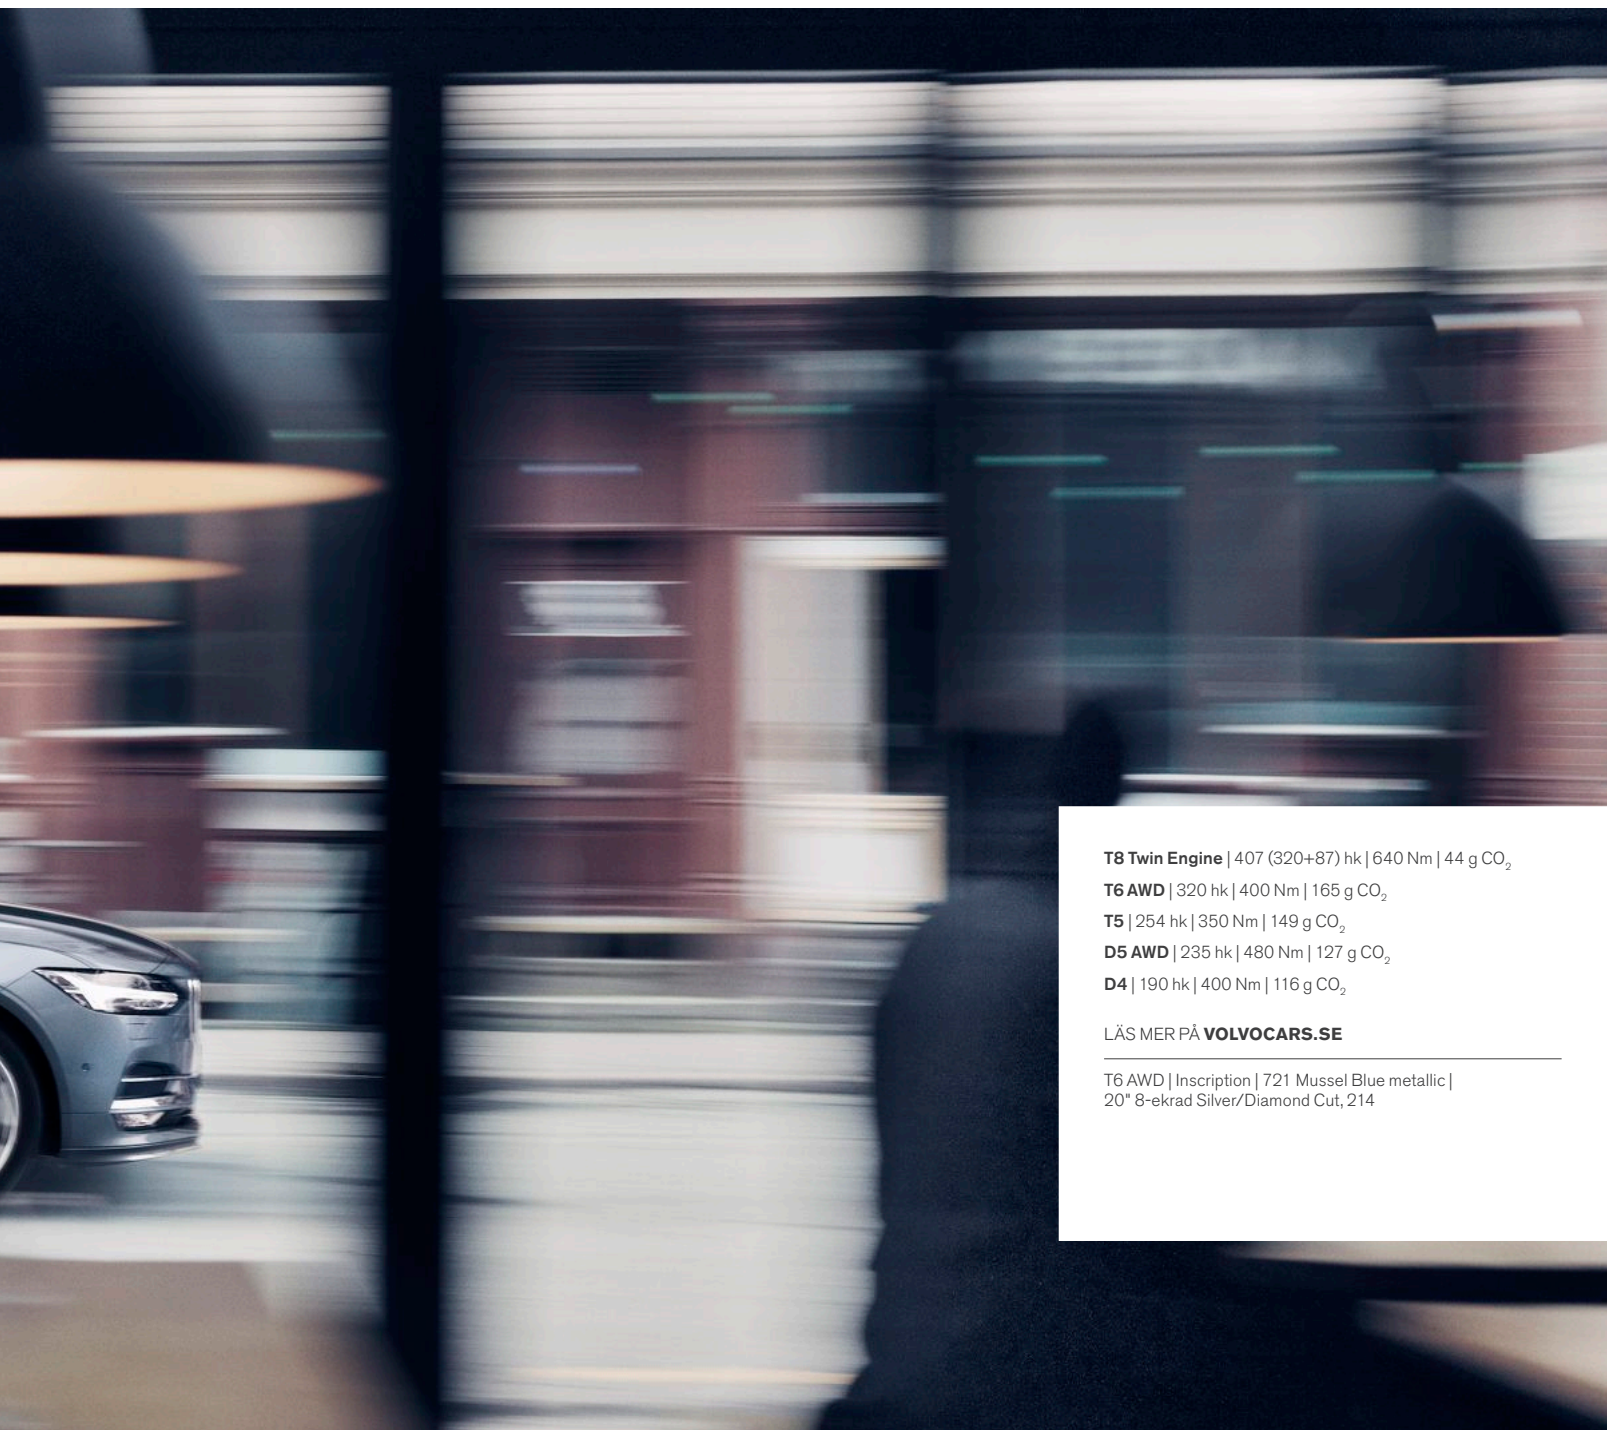 T8 Twin Engine | 407 (320+87) hk | 640 Nm | 44 g CO₂
T6 AWD | 320 hk | 400 Nm | 165 g CO₂
T5 | 254 hk | 350 Nm | 149 g CO₂
D5 AWD | 235 hk | 480 Nm | 127 g CO₂
D4 | 190 hk | 400 Nm | 116 g CO₂
LÄS MER PÅ VOLVOCARS.SE
T6 AWD | Inscription | 721 Mussel Blue metallic |
20" 8-ekrad Silver/Diamond Cut, 214